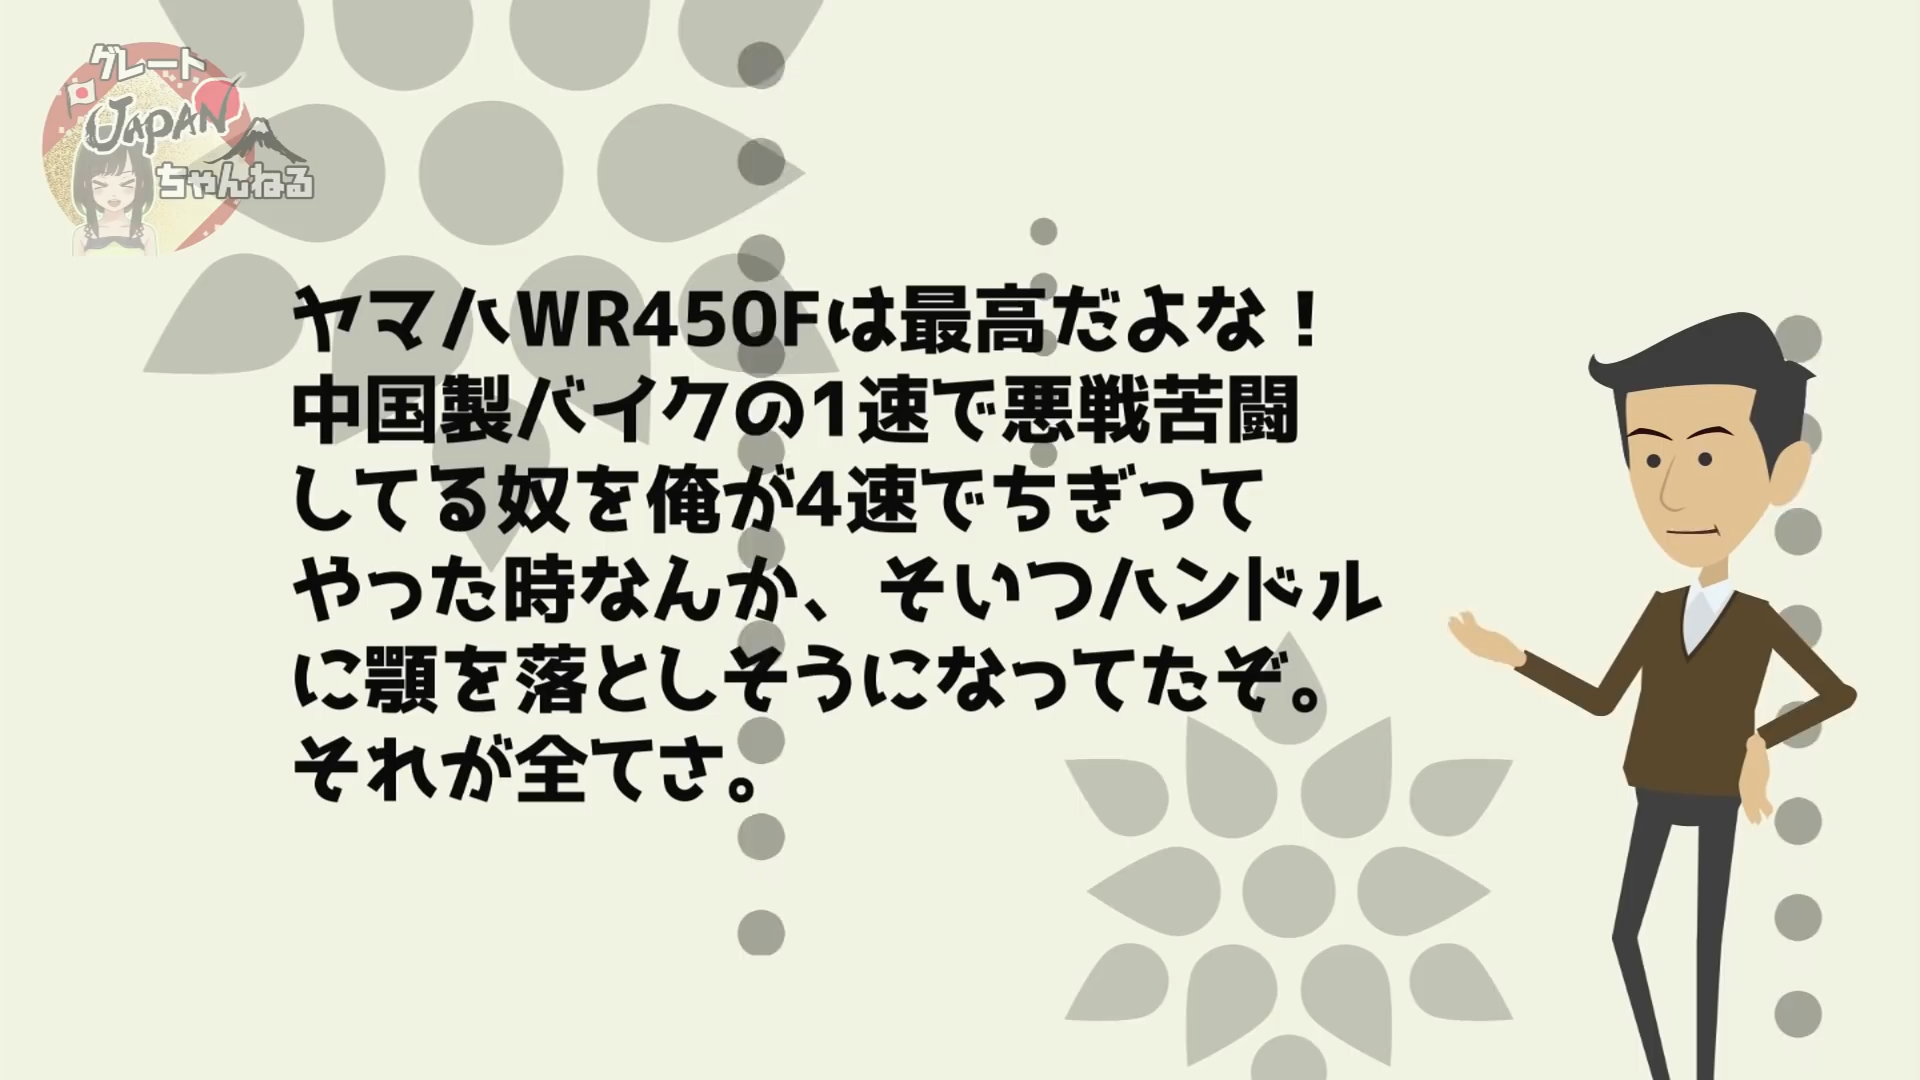 グレート
JAPAN
ちゃんねる
ヤマハWR450Fは最高だよな！
中国製バイクの1速で悪戦苦闘
してる奴を俺が4速でちぎって
やった時なんか、そいつハンドル
に顎を落としそうになってたぞ。
それが全てさ。